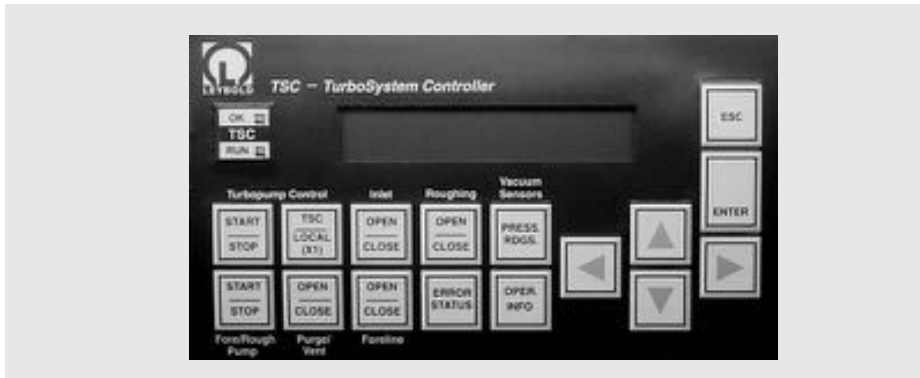 L
LEYBOLD
TSC – TurboSystem Controller
OK
TSC
RUN
ESC
ENTER
Turbopump Control
Inlet
Roughing
Vacuum
Sensors
START
STOP
TSC
LOCAL
(X1)
OPEN
CLOSE
OPEN
CLOSE
PRESS.
RDGS.
START
STOP
OPEN
CLOSE
OPEN
CLOSE
ERROR
STATUS
OPER.
INFO
Fore/Rough
Pump
Purge/
Vent
Foreline